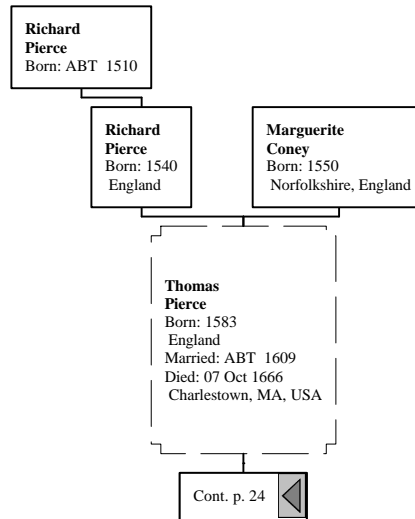 Richard
Pierce
Born: ABT 1510
Richard
Pierce
Born: 1540
England
Marguerite
Coney
Born: 1550
Norfolkshire, England
Thomas
Pierce
Born: 1583
England
Married: ABT 1609
Died: 07 Oct 1666
Charlestown, MA, USA
Cont. p. 24